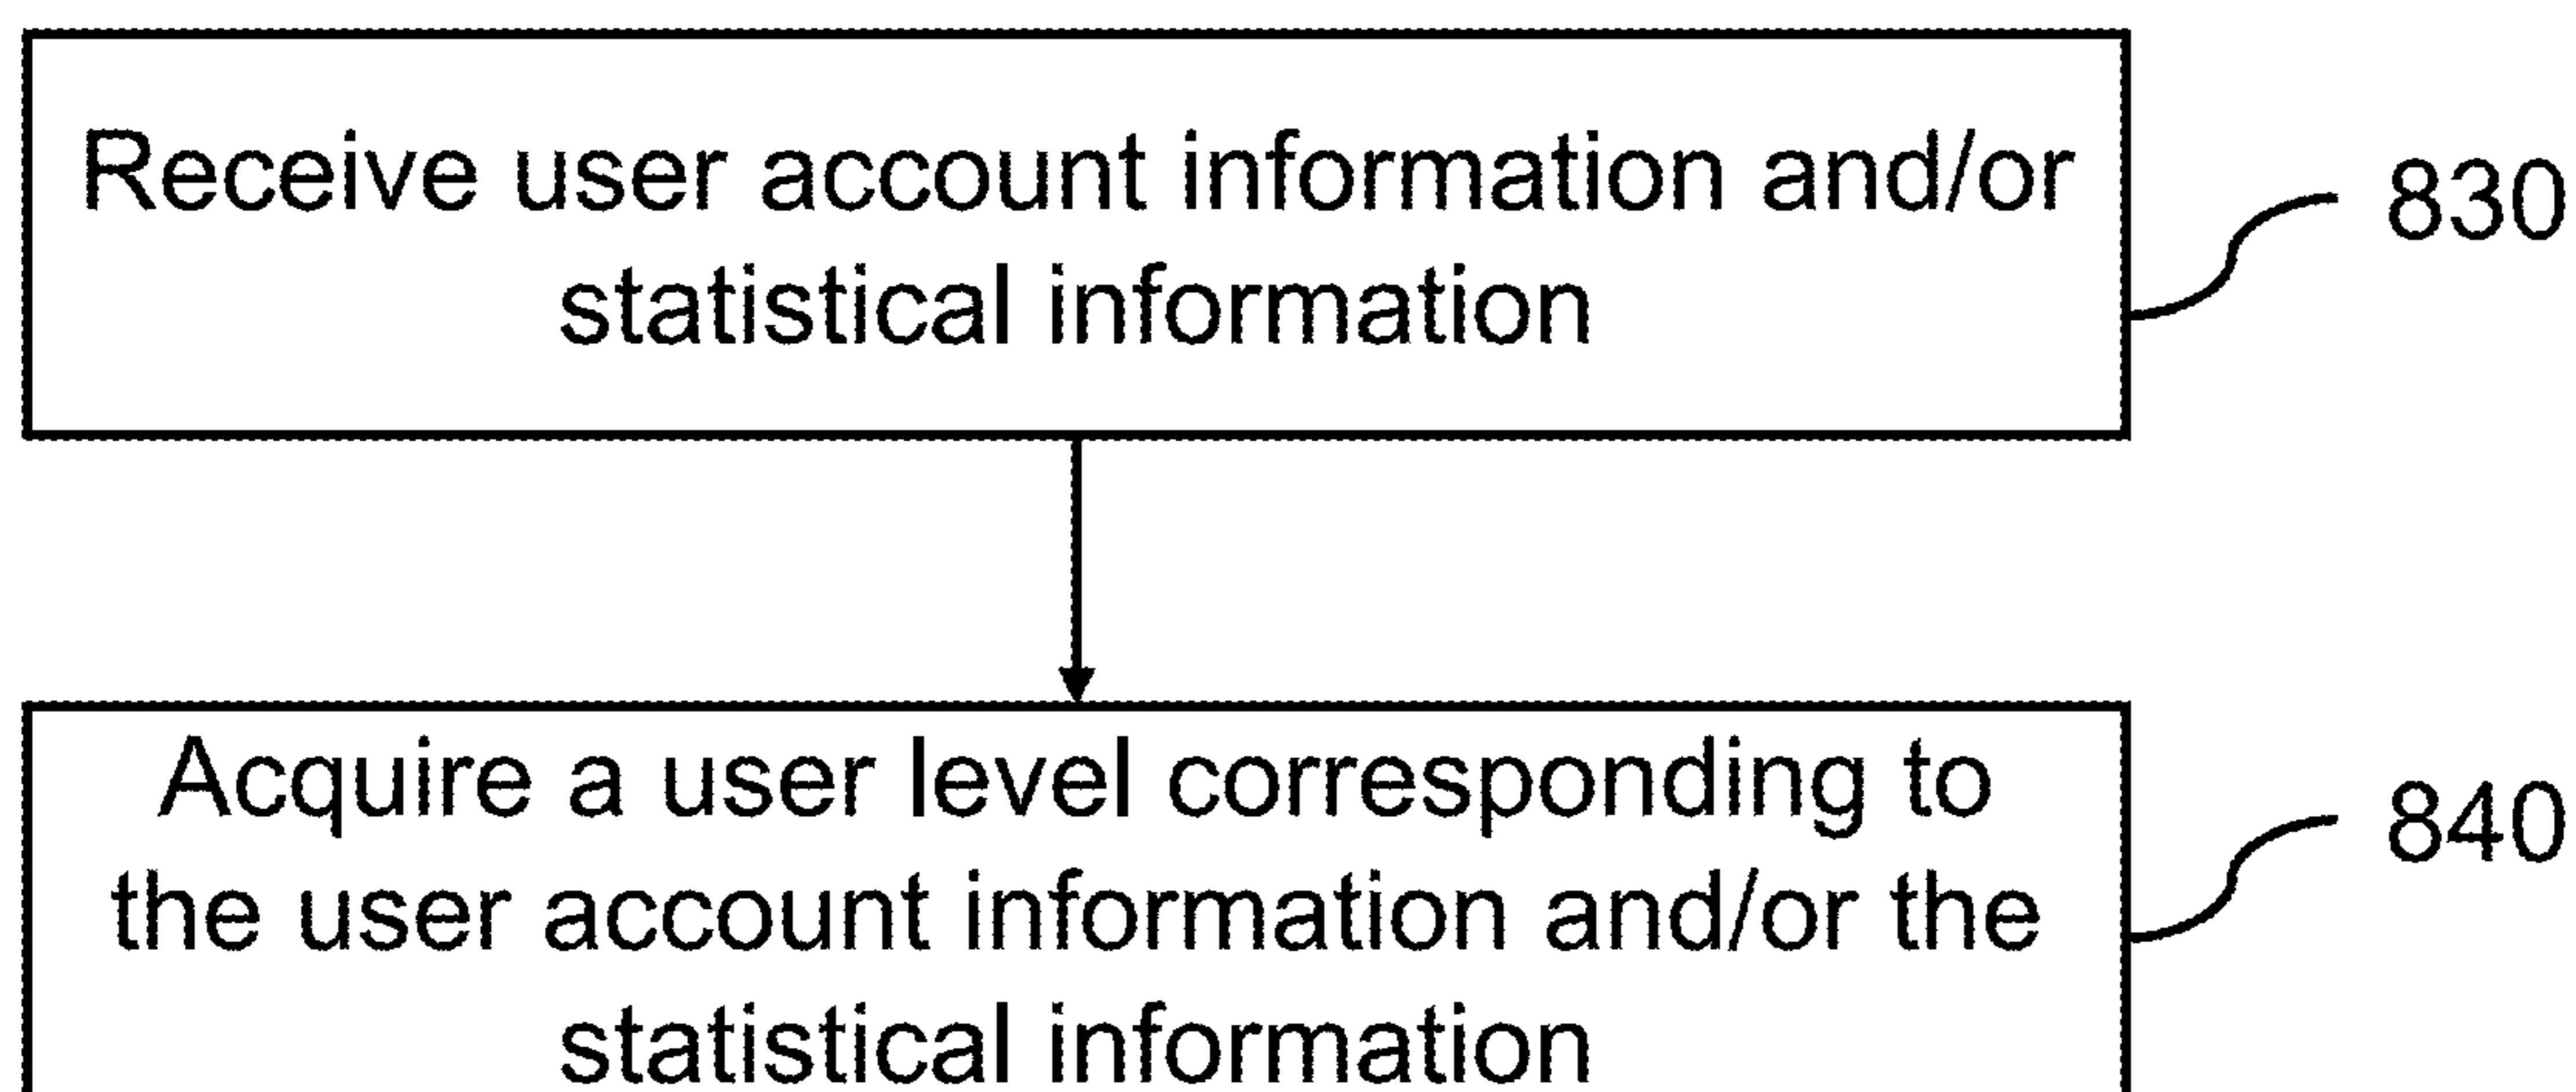 Receive user account information and/or
statistical information
830
Acquire a user level corresponding to
the user account information and/or the
statistical information
840